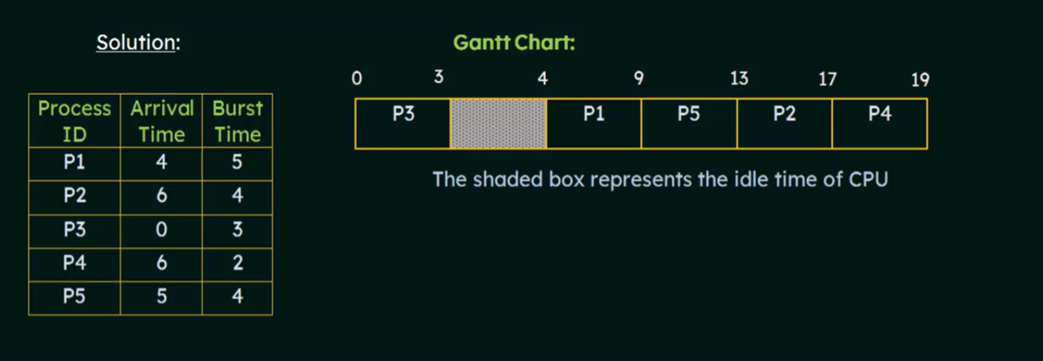 Solution:
Gantt Chart:
0 3 4 9 13 17 19
P3 P1 P5 P2 P4
The shaded box represents the idle time of CPU
Process ID Arrival Time Burst Time
P1 4 5
P2 6 4
P3 0 3
P4 6 2
P5 5 4